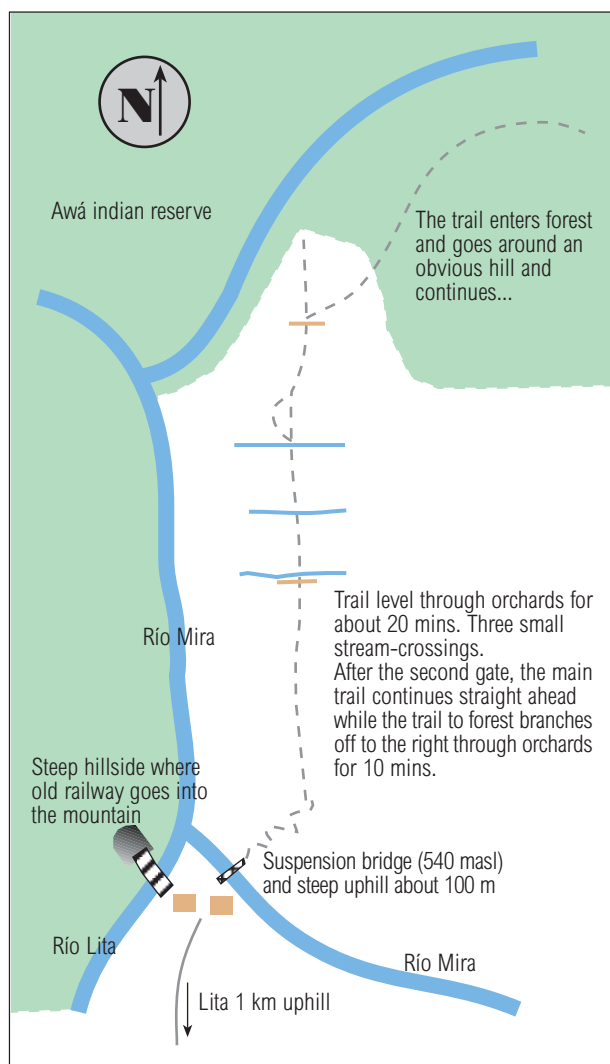 N
Awá indian reserve
The trail enters forest
and goes around an
obvious hill and
continues...
Río Mira
Trail level through orchards for
about 20 mins. Three small
stream-crossings.
After the second gate, the main
trail continues straight ahead
while the trail to forest branches
off to the right through orchards
for 10 mins.
Steep hillside where
old railway goes into
the mountain
Suspension bridge (540 masl)
and steep uphill about 100 m
Río Lita
Río Mira
Lita 1 km uphill